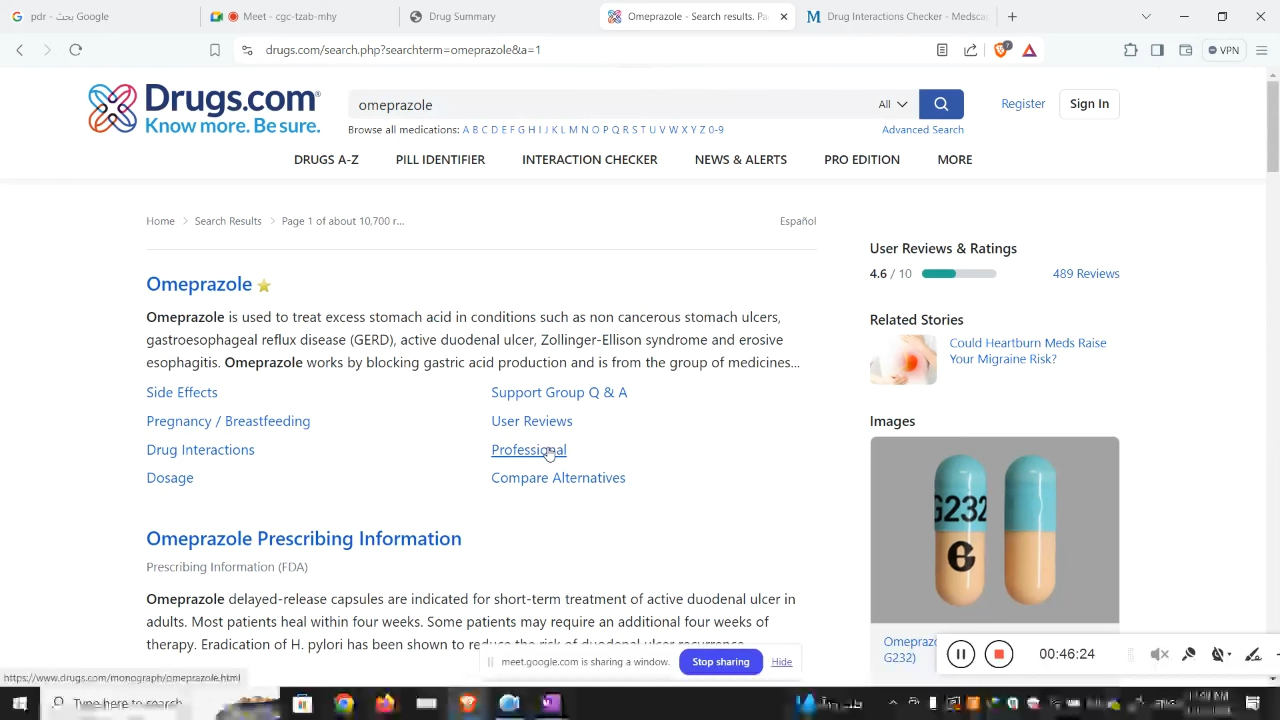 pdr - بحث Google
Meet - cgc-tzab-mhy
Drug Summary
Omeprazole - Search results. Pa
Drug Interactions Checker - Medscap
drugs.com/search.php?searchterm=omeprazole&a=1
7
VPN
Drugs.com®
Know more. Be sure.
omeprazole
All
Register
Sign In
Browse all medications: A B C D E F G H I J K L M N O P Q R S T U V W X Y Z 0-9
Advanced Search
DRUGS A-Z
PILL IDENTIFIER
INTERACTION CHECKER
NEWS & ALERTS
PRO EDITION
MORE
Home
Search Results
Page 1 of about 10,700 r...
Español
Omeprazole
Omeprazole is used to treat excess stomach acid in conditions such as non cancerous stomach ulcers,
gastroesophageal reflux disease (GERD), active duodenal ulcer, Zollinger-Ellison syndrome and erosive
esophagitis. Omeprazole works by blocking gastric acid production and is from the group of medicines...
Side Effects
Support Group Q & A
Pregnancy / Breastfeeding
User Reviews
Drug Interactions
Professional
Dosage
Compare Alternatives
Omeprazole Prescribing Information
Prescribing Information (FDA)
Omeprazole delayed-release capsules are indicated for short-term treatment of active duodenal ulcer in
adults. Most patients heal within four weeks. Some patients may require an additional four weeks of
therapy. Eradication of H. pylori has been shown to reduce the risk of duodenal ulcer recurrence
User Reviews & Ratings
4.6 / 10
489 Reviews
Related Stories
Could Heartburn Meds Raise
Your Migraine Risk?
Images
G232
Omeprazo
G232)
meet.google.com is sharing a window.
Stop sharing
Hide
00:46:24
https://www.drugs.com/monograph/omeprazole.html
Type here to search